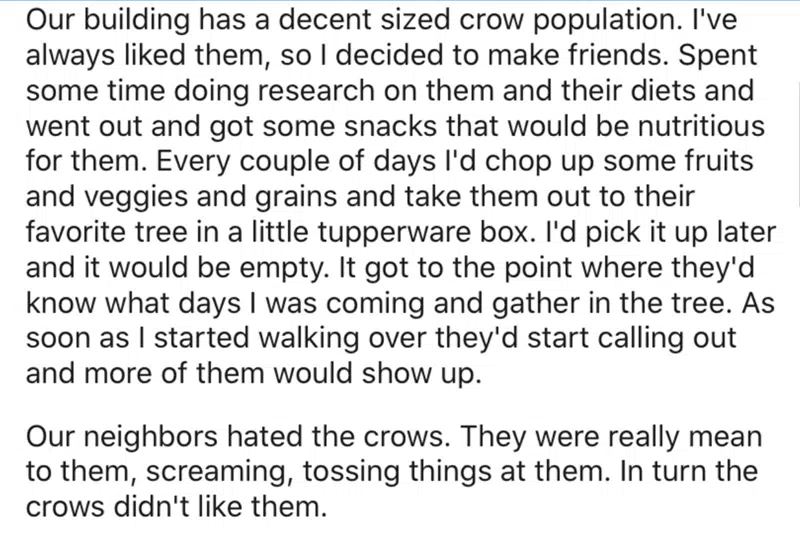 Our building has a decent sized crow population. I've
always liked them, so I decided to make friends. Spent
some time doing research on them and their diets and
went out and got some snacks that would be nutritious
for them. Every couple of days I'd chop up some fruits
and veggies and grains and take them out to their
favorite tree in a little tupperware box. I'd pick it up later
and it would be empty. It got to the point where they'd
know what days I was coming and gather in the tree. As
soon as I started walking over they'd start calling out
and more of them would show up.
Our neighbors hated the crows. They were really mean
to them, screaming, tossing things at them. In turn the
crows didn't like them.